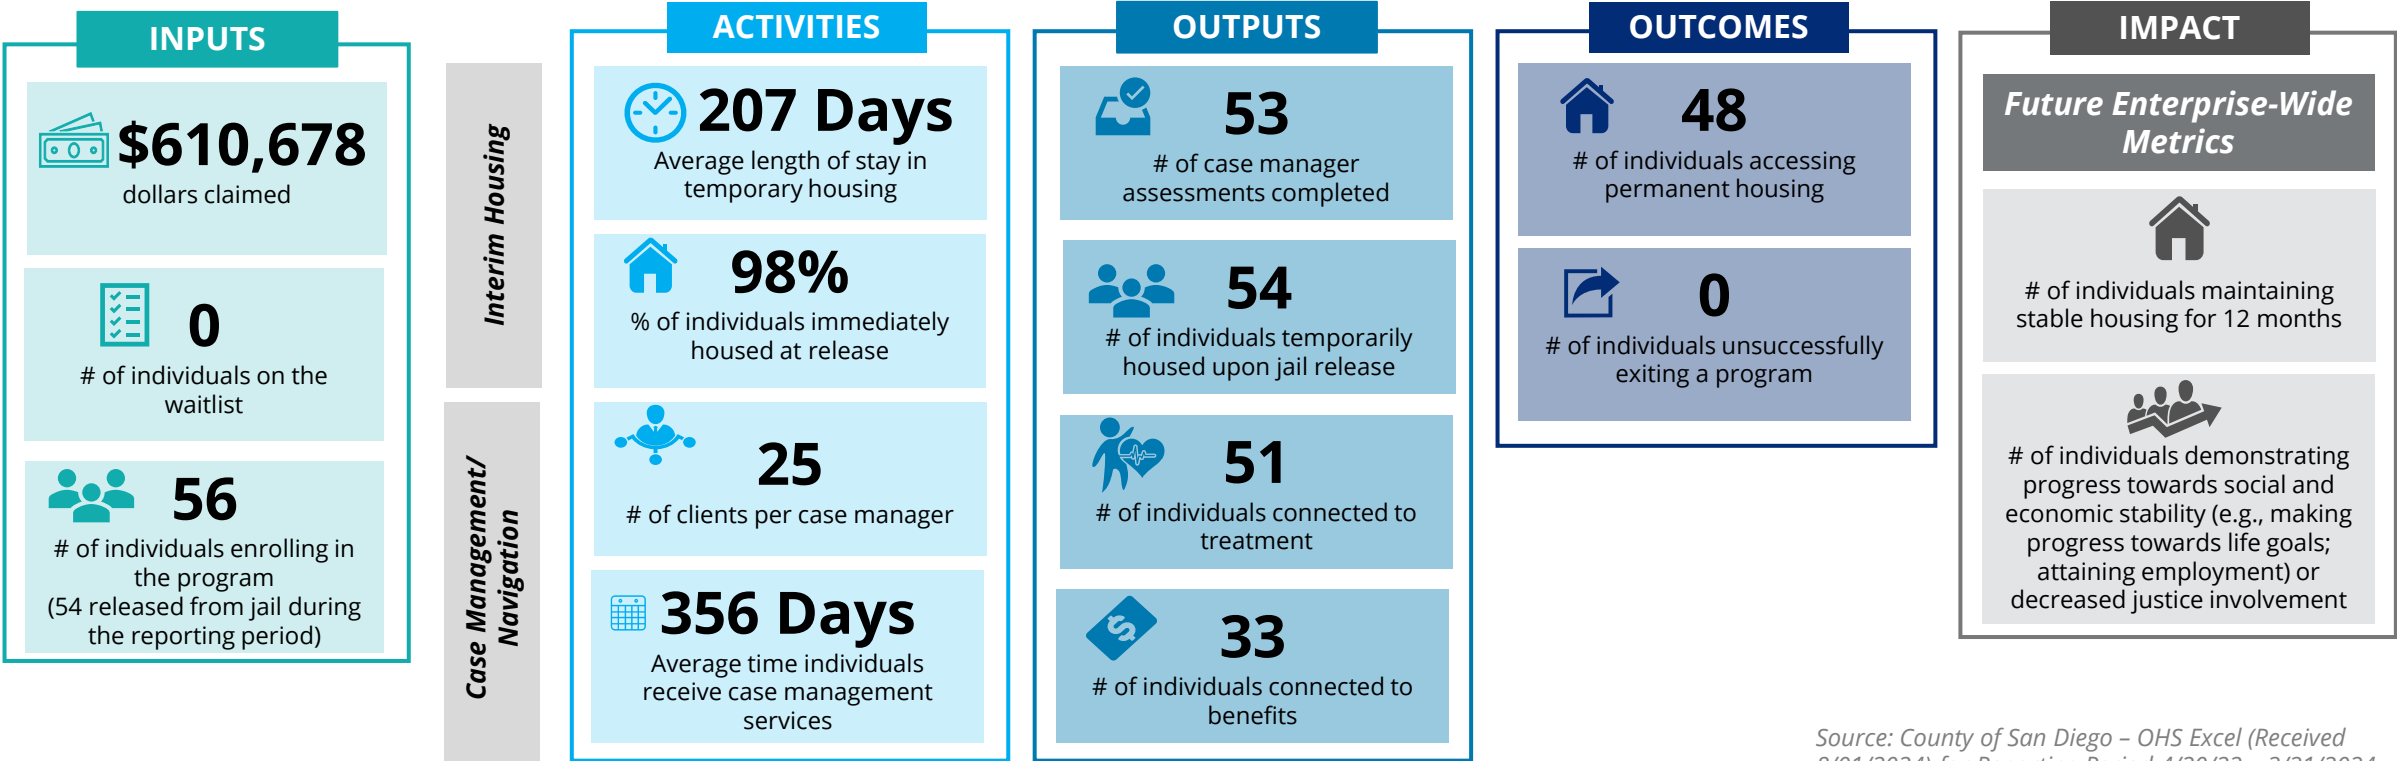 INPUTS
$610,678
dollars claimed
0
# of individuals on the
waitlist
56
# of individuals enrolling in
the program
(54 released from jail during
the reporting period)
Interim Housing
Case Management/
Navigation
ACTIVITIES
207 Days
Average length of stay in
temporary housing
98%
% of individuals immediately
housed at release
25
# of clients per case manager
356 Days
Average time individuals
receive case management
services
OUTPUTS
53
# of case manager
assessments completed
54
# of individuals temporarily
housed upon jail release
51
# of individuals connected to
treatment
33
# of individuals connected to
benefits
OUTCOMES
48
# of individuals accessing
permanent housing
0
# of individuals unsuccessfully
exiting a program
IMPACT
Future Enterprise-Wide
Metrics
# of individuals maintaining
stable housing for 12 months
# of individuals demonstrating
progress towards social and
economic stability (e.g., making
progress towards life goals;
attaining employment) or
decreased justice involvement
Source: County of San Diego – OHS Excel (Received
for Reporting Period